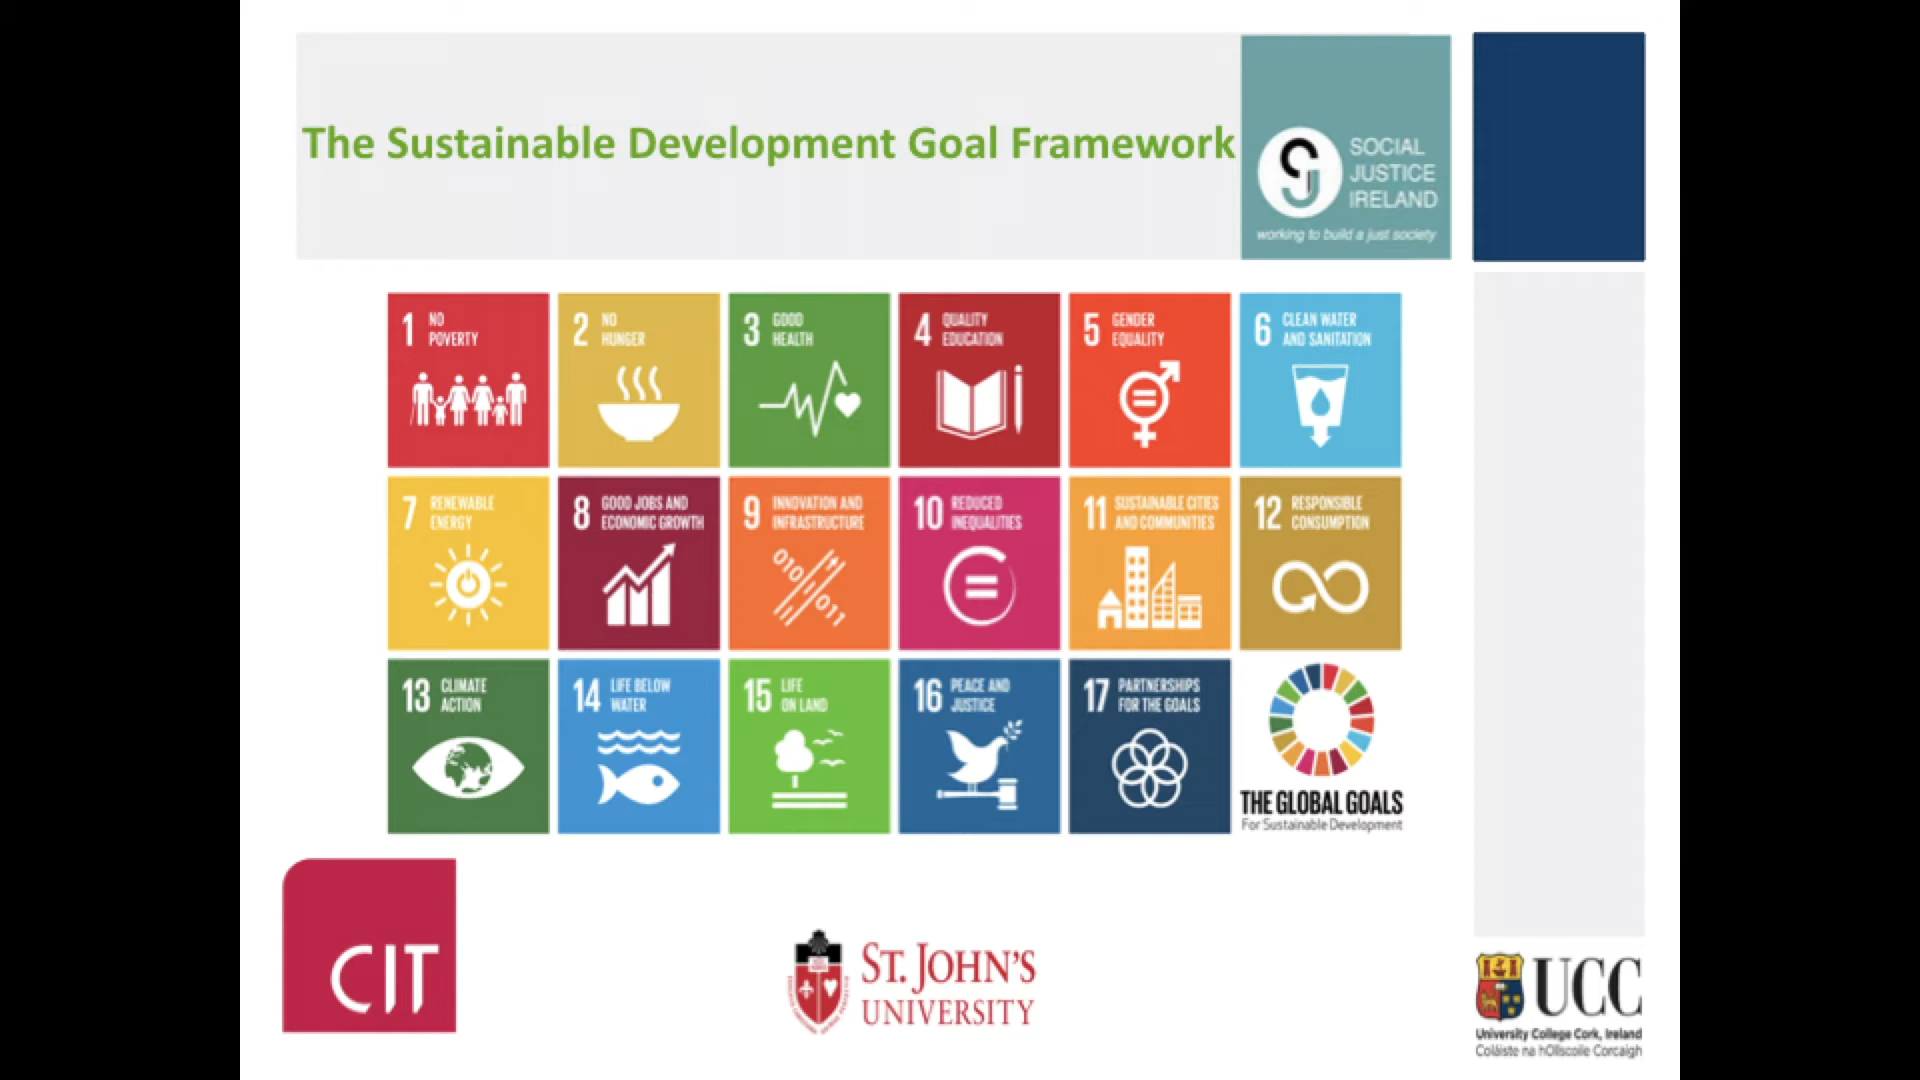 The Sustainable Development Goal Framework
SOCIAL
JUSTICE
IRELAND
working to build a just society
1 NO
POVERTY
2 NO
HUNGER
3 GOOD
HEALTH
4 QUALITY
EDUCATION
5 GENDER
EQUALITY
6 CLEAN WATER
AND SANITATION
7 RENEWABLE
ENERGY
8 GOOD JOBS AND
ECONOMIC GROWTH
9 INNOVATION AND
INFRASTRUCTURE
010
011
10 REDUCED
INEQUALITIES
11 SUSTAINABLE CITIES
AND COMMUNITIES
12 RESPONSIBLE
CONSUMPTION
13 CLIMATE
ACTION
14 LIFE BELOW
WATER
15 LIFE
ON LAND
16 PEACE AND
JUSTICE
17 PARTNERSHIPS
FOR THE GOALS
THE GLOBAL GOALS
For Sustainable Development
CIT
ST. JOHN'S
UNIVERSITY
UCC
University College Cork, Ireland
Coláiste na hOllscoile Corcaigh